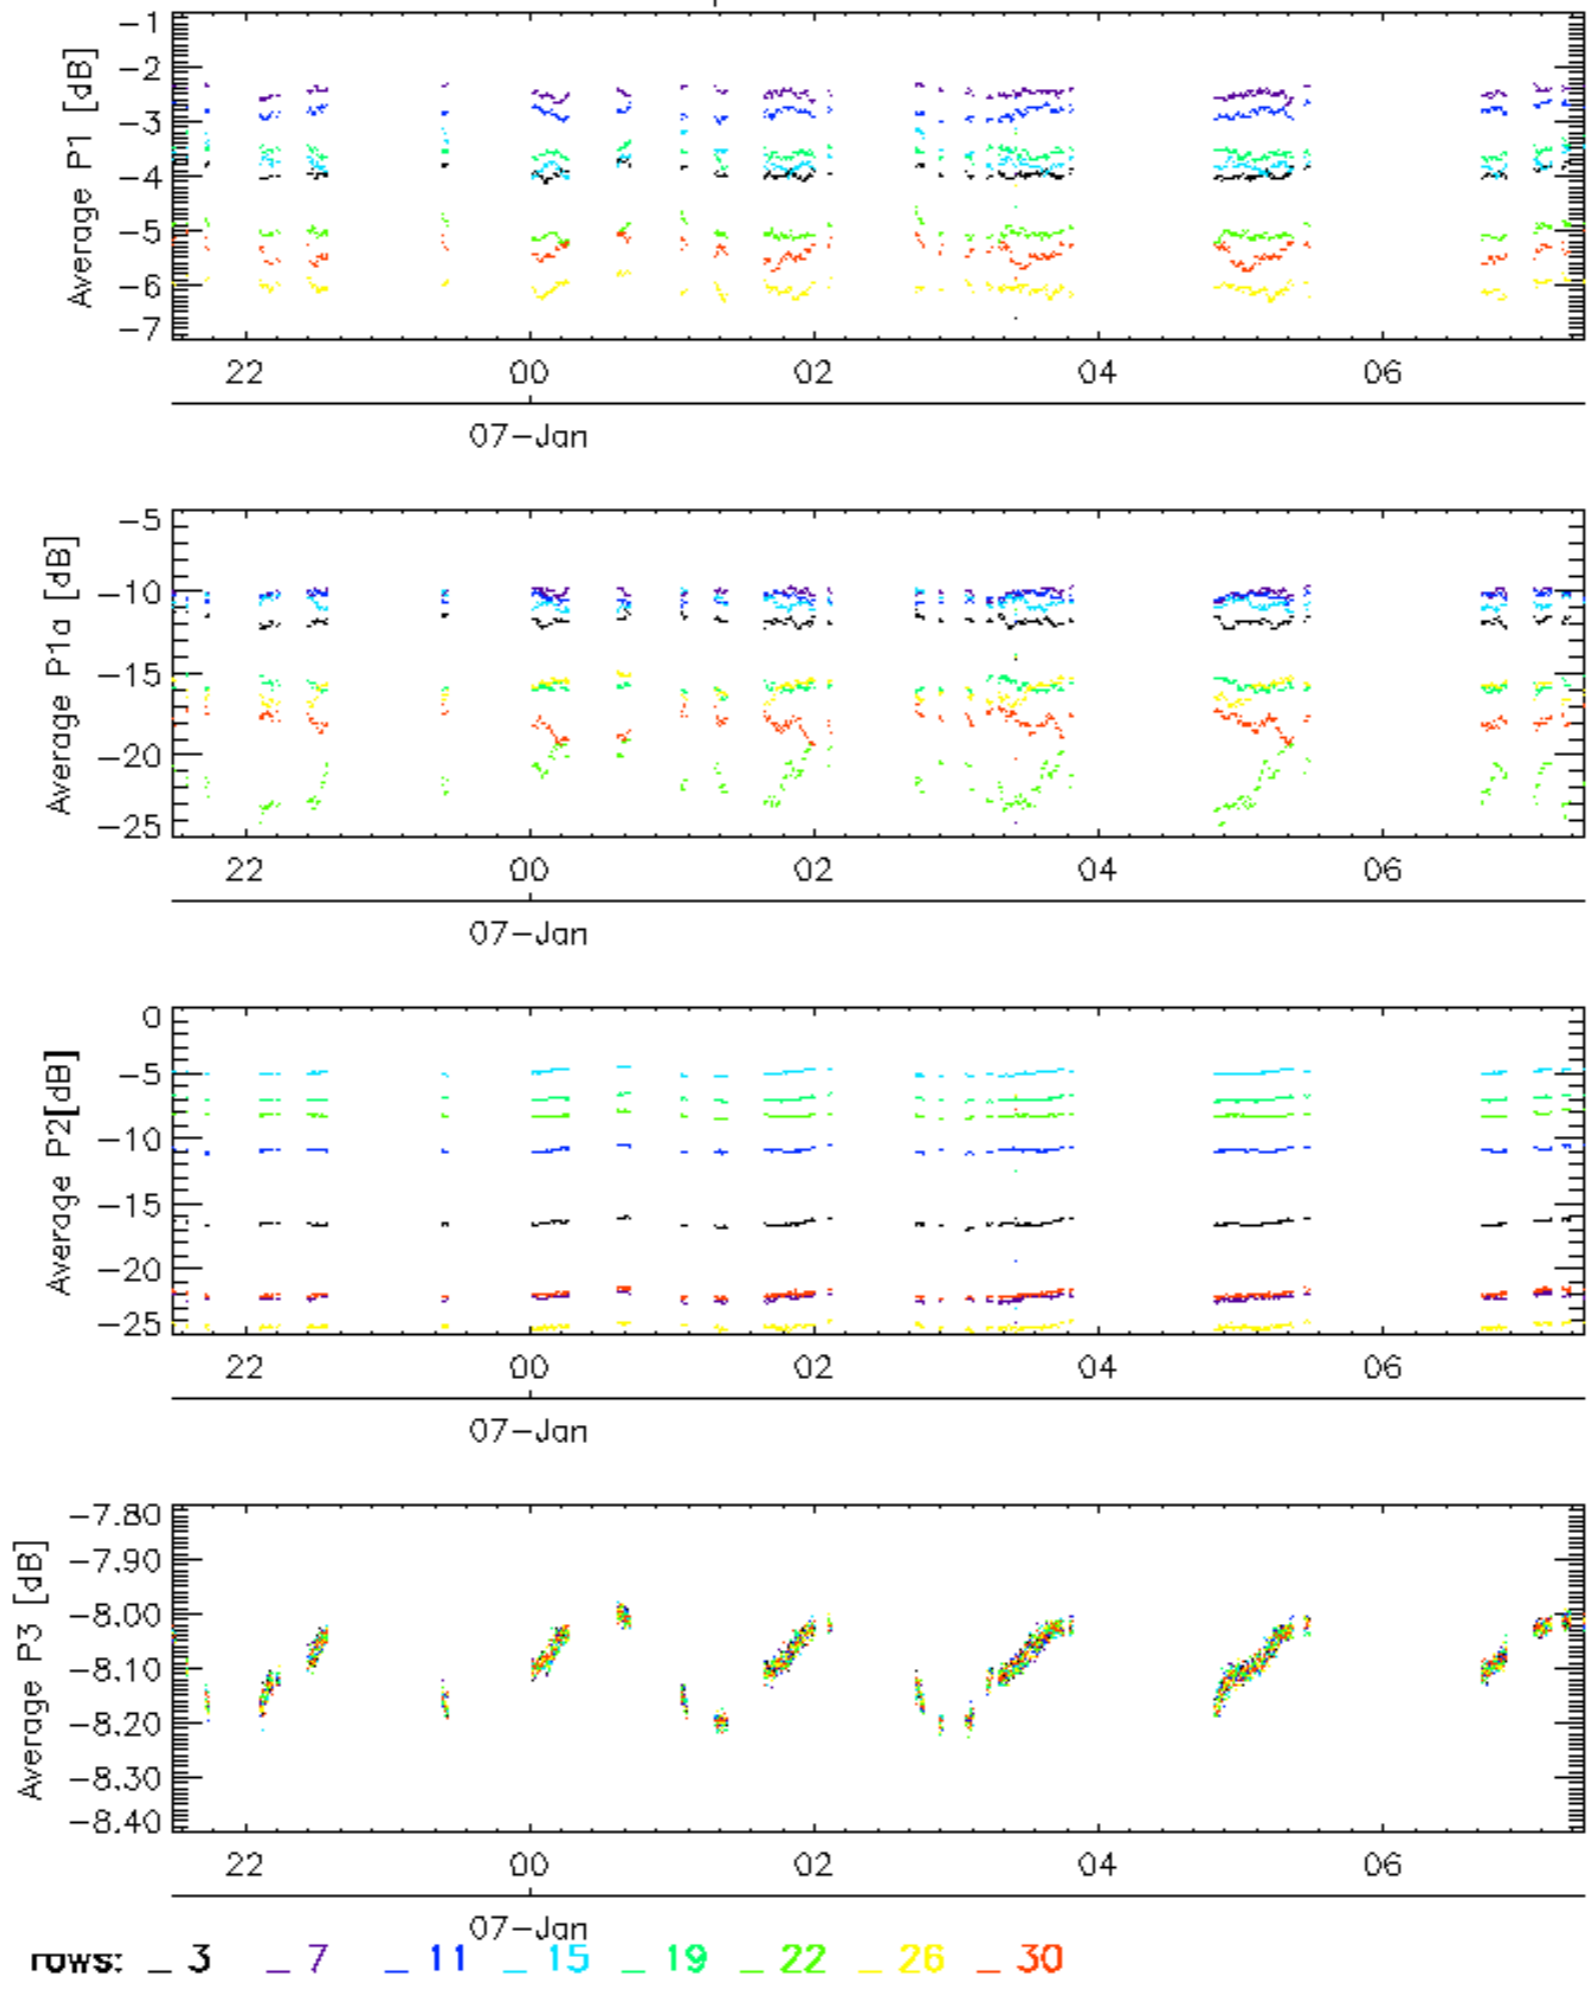 Average P1 [dB]
-1
-2
-3
-4
-5
-6
-7
22 00 02 04 06
07-Jan
Average P1a [dB]
-5
-10
-15
-20
-25
22 00 02 04 06
07-Jan
Average P2[dB]
0
-5
-10
-15
-20
-25
22 00 02 04 06
07-Jan
Average P3 [dB]
-7.80
-7.90
-8.00
-8.10
-8.20
-8.30
-8.40
22 00 02 04 06
07-Jan
rows: _ 3 _ 7 _ 11 _ 15 _ 19 _ 22 _ 26 _ 30